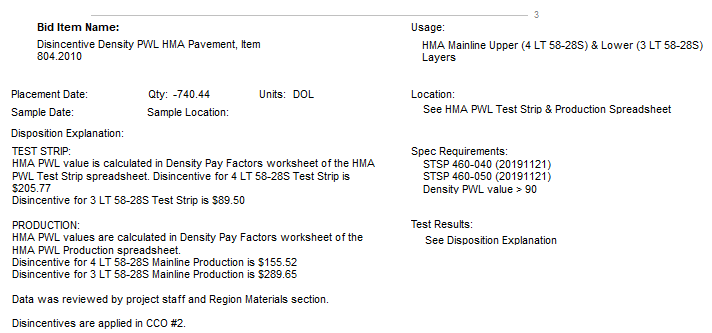 3
Bid Item Name:
Usage:
Disincentive Density PWL HMA Pavement, Item
804.2010
HMA Mainline Upper (4 LT 58-28S) & Lower (3 LT 58-28S)
Layers
Placement Date:
Qty: -740.44
Units: DOL
Location:
Sample Date:
Sample Location:
See HMA PWL Test Strip & Production Spreadsheet
Disposition Explanation:
TEST STRIP:
HMA PWL value is calculated in Density Pay Factors worksheet of the HMA
PWL Test Strip spreadsheet. Disincentive for 4 LT 58-28S Test Strip is
$205.77
Disincentive for 3 LT 58-28S Test Strip is $89.50
Spec Requirements:
STSP 460-040 (20191121)
STSP 460-050 (20191121)
Density PWL value > 90
PRODUCTION:
HMA PWL values are calculated in Density Pay Factors worksheet of the
HMA PWL Production spreadsheet.
Disincentive for 4 LT 58-28S Mainline Production is $155.52
Disincentive for 3 LT 58-28S Mainline Production is $289.65
Test Results:
See Disposition Explanation
Data was reviewed by project staff and Region Materials section.
Disincentives are applied in CCO #2.